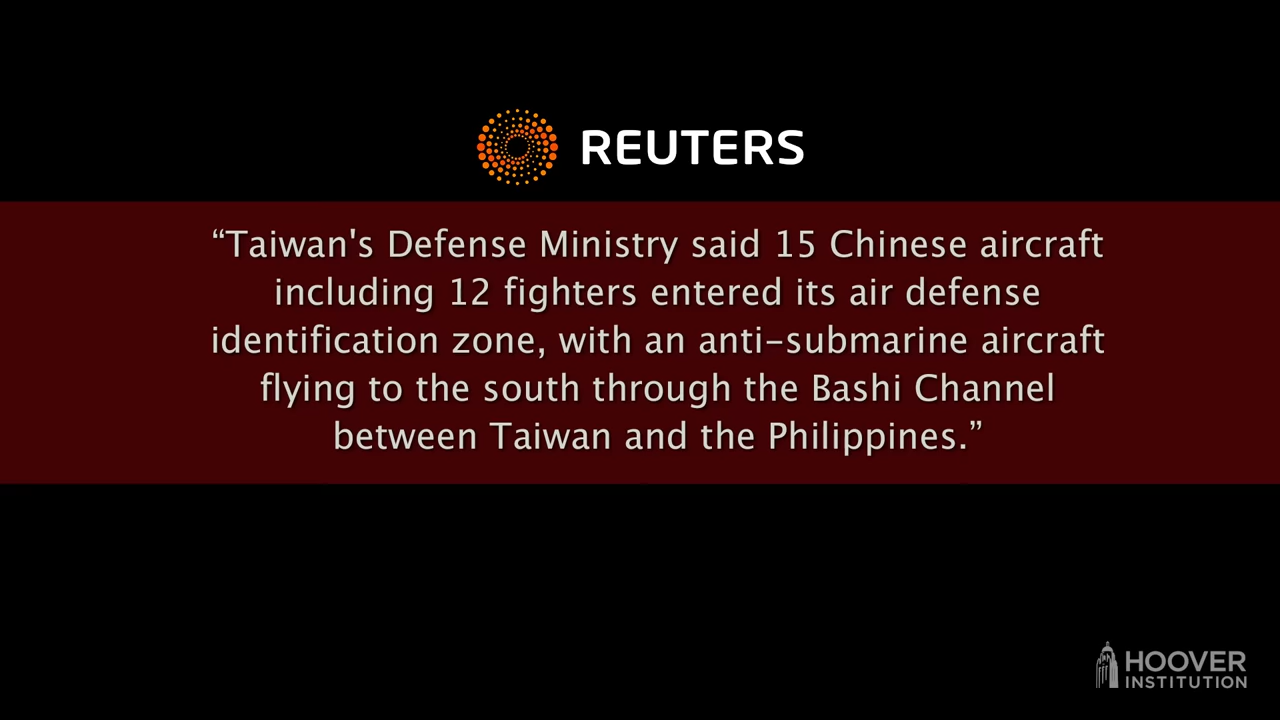 REUTERS
“Taiwan's Defense Ministry said 15 Chinese aircraft
including 12 fighters entered its air defense
identification zone, with an anti-submarine aircraft
flying to the south through the Bashi Channel
between Taiwan and the Philippines.”
HOOVER
INSTITUTION